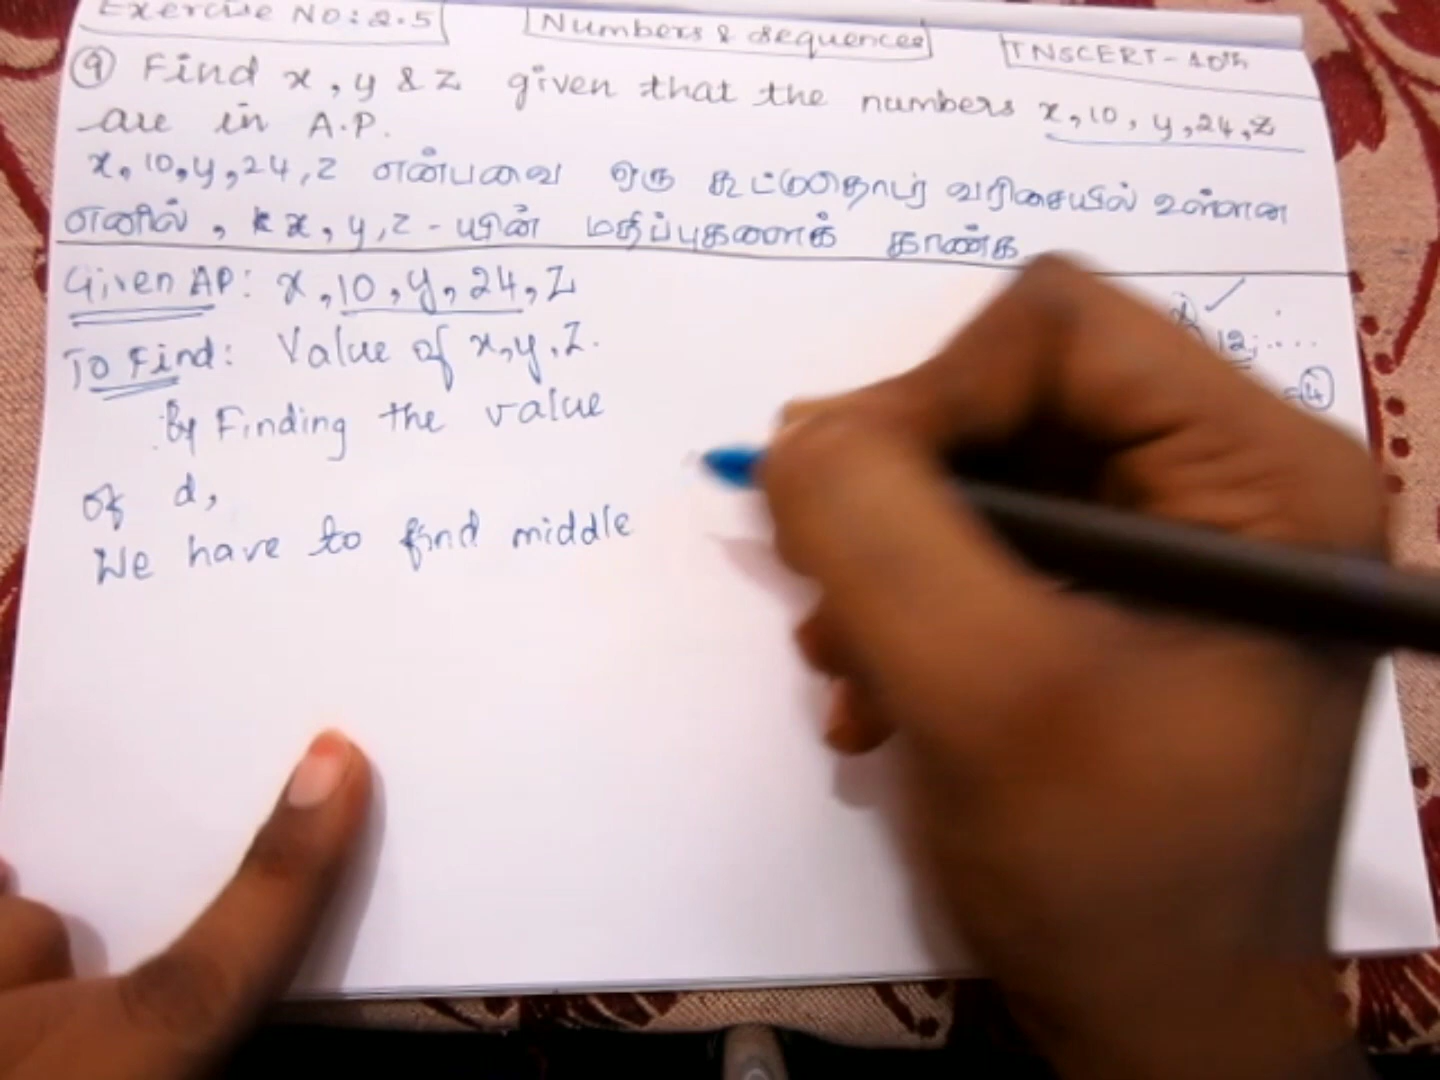 Exercise NO: 2.5
Numbers & Sequences
TNSCERT - 10th
9 Find x, y & z given that the numbers x, 10, y, 24, z
are in A.P.
x, 10, y, 24, z என்பவை ஒரு கூட்டுத்தொடர் வரிசையில் உள்ளன
எனில், x, y, z - யின் மதிப்புகளைக் காண்க
Given AP: x, 10, y, 24, z
To Find: Value of x, y, z.
By Finding the value
of d,
We have to find middle
12, ....
4